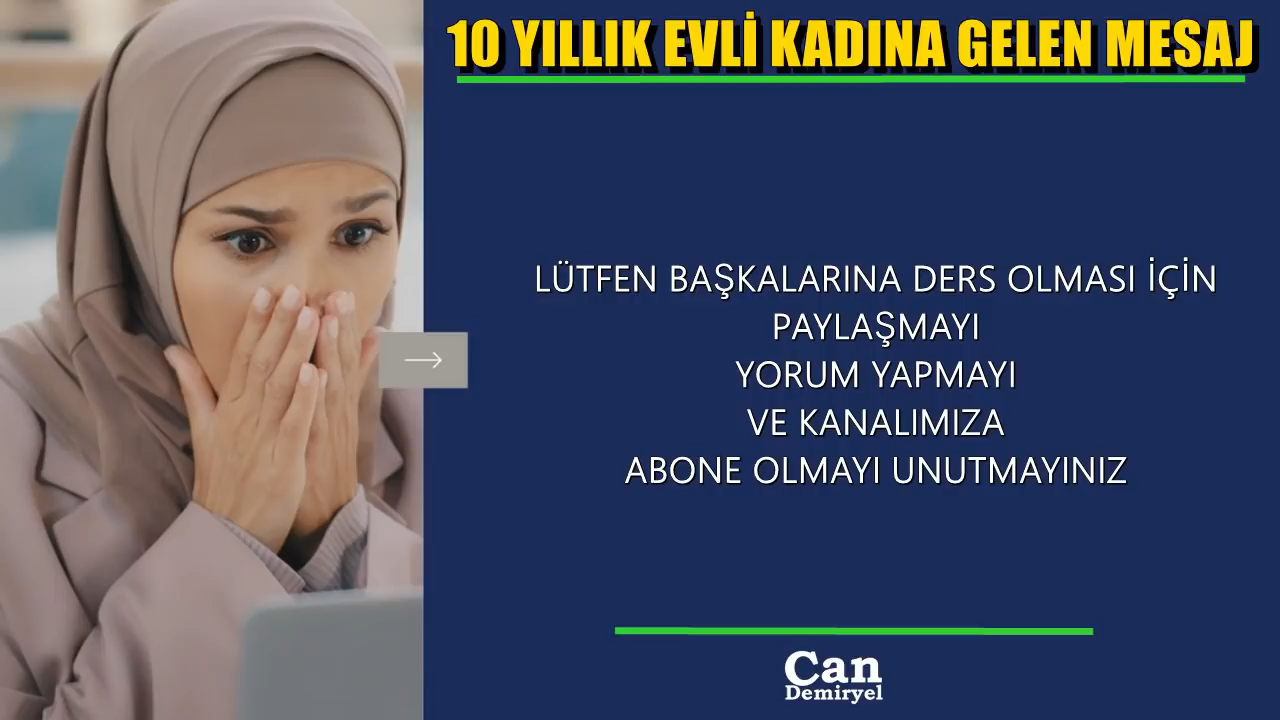 10 YILLIK EVLİ KADINA GELEN MESAJ
LÜTFEN BAŞKALARINA DERS OLMASI İÇİN
PAYLAŞMAYI
YORUM YAPMAYI
VE KANALIMIZA
ABONE OLMAYI UNUTMAYINIZ
Can
Demiryel